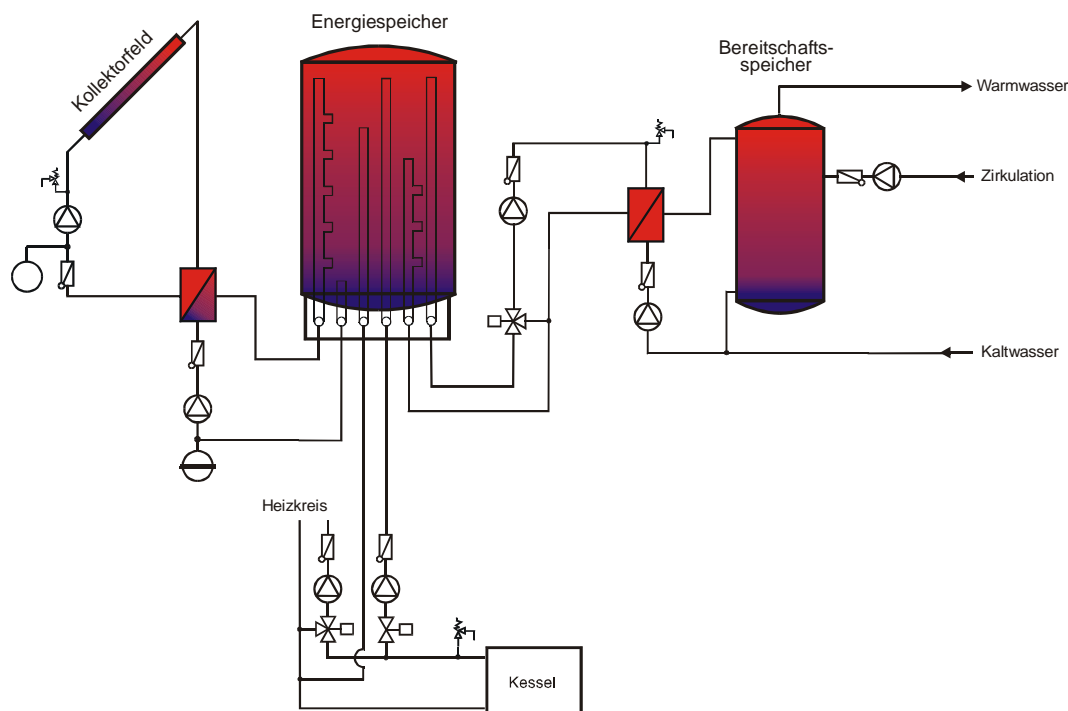 Energiespeicher
Kollektorfeld
Bereitschafts-
speicher
Warmwasser
Zirkulation
Kaltwasser
Heizkreis
Kessel